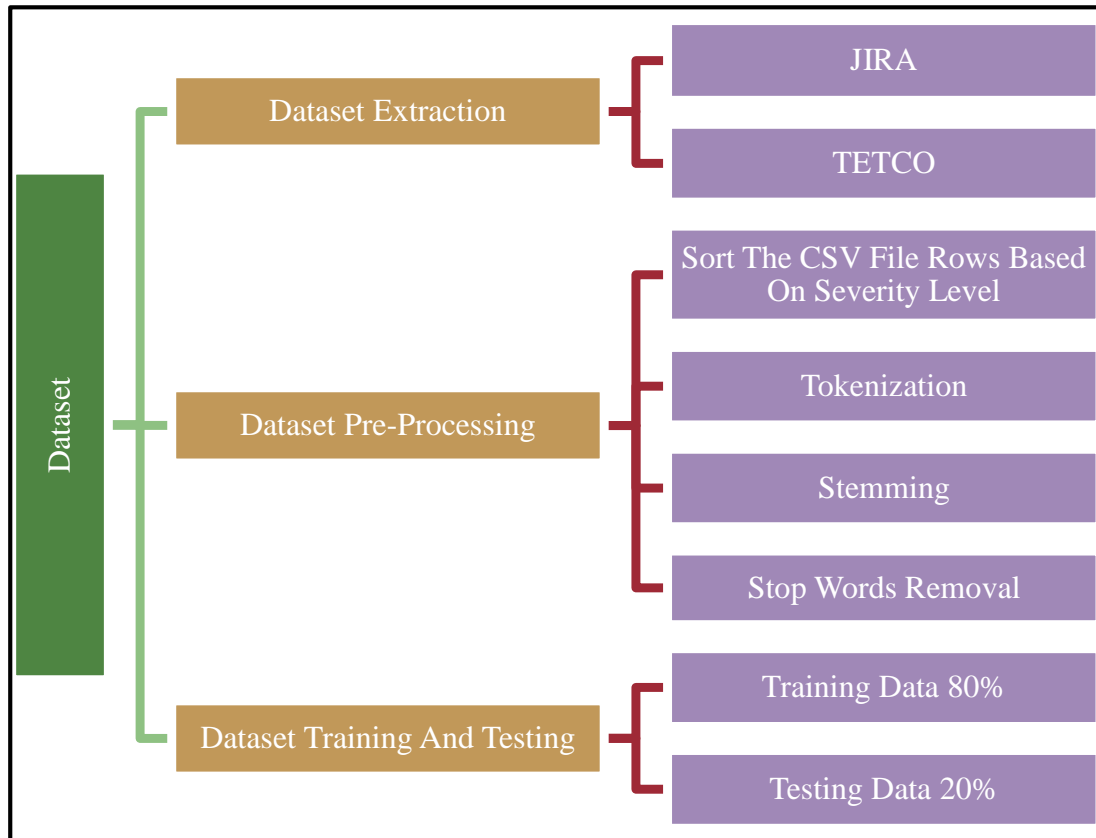 Dataset
Dataset Extraction
JIRA
TETCO
Dataset Pre-Processing
Sort The CSV File Rows Based
On Severity Level
Tokenization
Stemming
Stop Words Removal
Dataset Training And Testing
Training Data 80%
Testing Data 20%